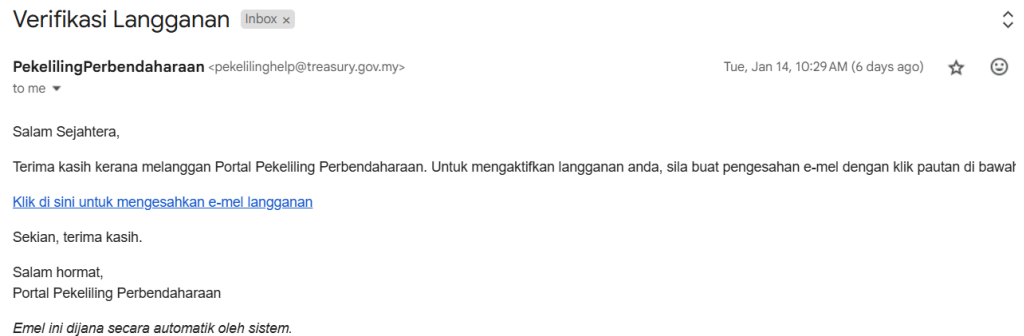 Verifikasi Langganan Inbox ×
PekelilingPerbendaharaan <pekelilinghelp@treasury.gov.my> Tue, Jan 14, 10:29 AM (6 days ago)
to me
Salam Sejahtera,
Terima kasih kerana melanggan Portal Pekeliling Perbendaharaan. Untuk mengaktifkan langganan anda, sila buat pengesahan e-mel dengan klik pautan di
Klik di sini untuk mengesahkan e-mel langganan
Sekian, terima kasih.
Salam hormat,
Portal Pekeliling Perbendaharaan
Emel ini dijana secara automatik oleh sistem.